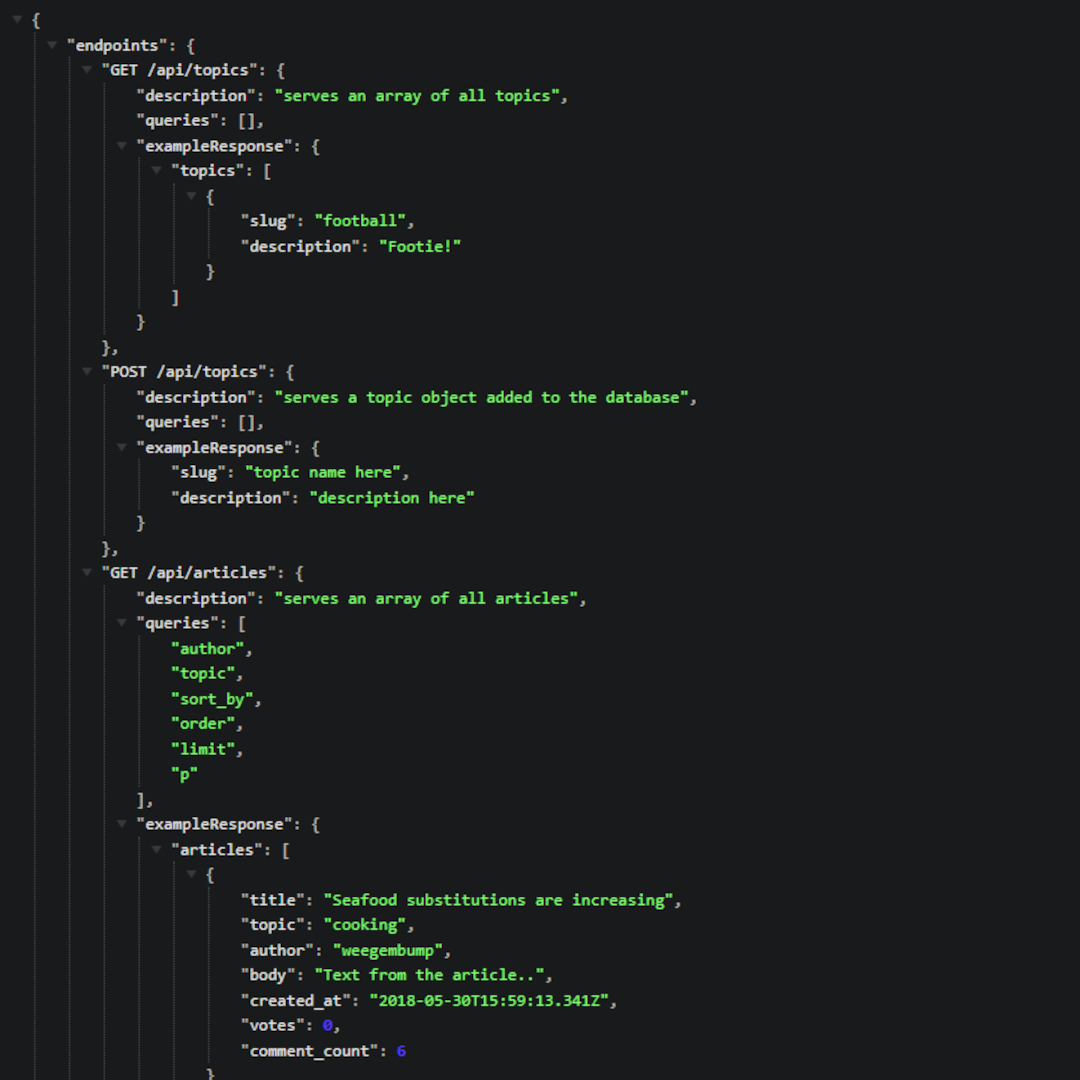 {
"endpoints": {
"GET /api/topics": {
"description": "serves an array of all topics",
"queries": [],
"exampleResponse": {
"topics": [
{
"slug": "football",
"description": "Footie!"
}
]
}
},
"POST /api/topics": {
"description": "serves a topic object added to the database",
"queries": [],
"exampleResponse": {
"slug": "topic name here",
"description": "description here"
}
},
"GET /api/articles": {
"description": "serves an array of all articles",
"queries": [
"author",
"topic",
"sort_by",
"order",
"limit",
"p"
],
"exampleResponse": {
"articles": [
{
"title": "Seafood substitutions are increasing",
"topic": "cooking",
"author": "weegembump",
"body": "Text from the article..",
"created_at": "2018-05-30T15:59:13.341Z",
"votes": 0,
"comment_count": 6
}